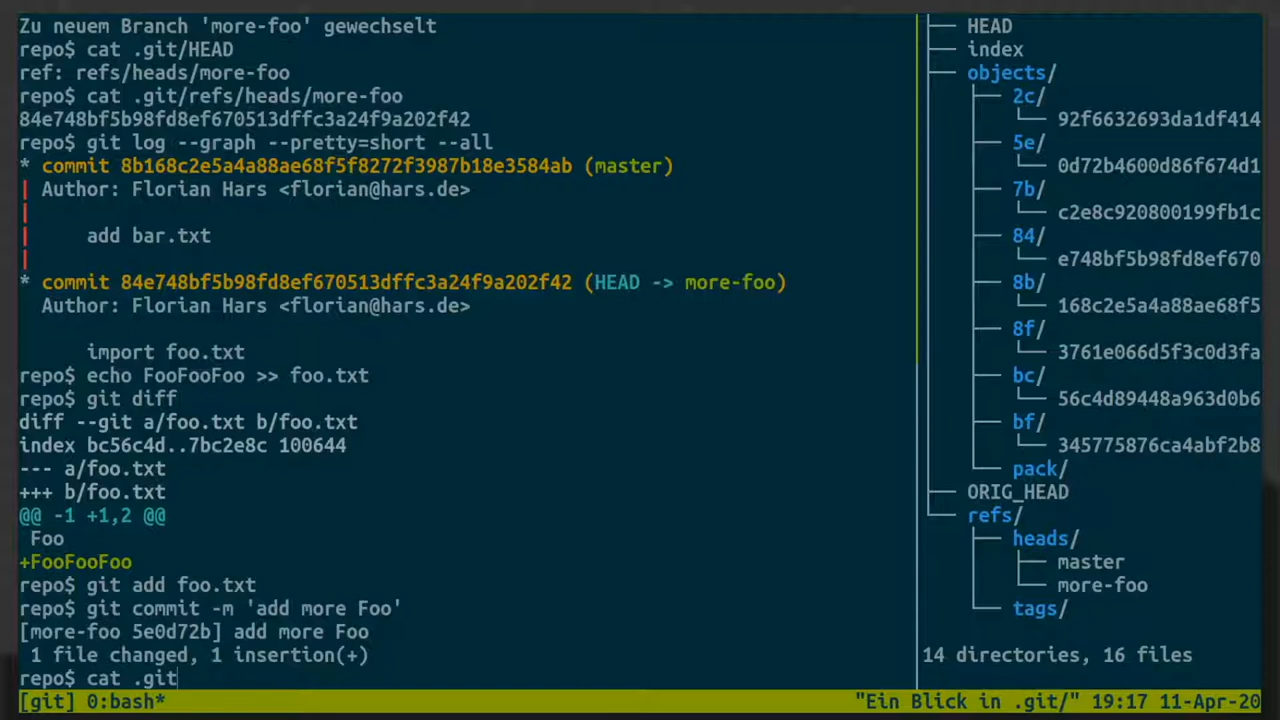 Zu neuem Branch 'more-foo' gewechselt
repo$ cat .git/HEAD
ref: refs/heads/more-foo
repo$ cat .git/refs/heads/more-foo
84e748bf5b98fd8ef670513dffc3a24f9a202f42
repo$ git log --graph --pretty=short --all
* commit 8b168c2e5a4a88ae68f5f8272f3987b18e3584ab (master)
| Author: Florian Hars <florian@hars.de>
|
|     add bar.txt
|
* commit 84e748bf5b98fd8ef670513dffc3a24f9a202f42 (HEAD -> more-foo)
Author: Florian Hars <florian@hars.de>
import foo.txt
repo$ echo FooFooFoo >> foo.txt
repo$ git diff
diff --git a/foo.txt b/foo.txt
index bc56c4d..7bc2e8c 100644
--- a/foo.txt
+++ b/foo.txt
@@ -1 +1,2 @@
Foo
+FooFooFoo
repo$ git add foo.txt
repo$ git commit -m 'add more Foo'
[more-foo 5e0d72b] add more Foo
1 file changed, 1 insertion(+)
repo$ cat .git
├── HEAD
├── index
├── objects/
│   ├── 2c/
│   │   └── 92f6632693da1df414
│   ├── 5e/
│   │   └── 0d72b4600d86f674d1
│   ├── 7b/
│   │   └── c2e8c920800199fb1c
│   ├── 84/
│   │   └── e748bf5b98fd8ef670
│   ├── 8b/
│   │   └── 168c2e5a4a88ae68f5
│   ├── 8f/
│   │   └── 3761e066d5f3c0d3fa
│   ├── bc/
│   │   └── 56c4d89448a963d0b6
│   ├── bf/
│   │   └── 345775876ca4abf2b8
│   └── pack/
├── ORIG_HEAD
└── refs/
├── heads/
│   ├── master
│   └── more-foo
└── tags/
14 directories, 16 files
[git] 0:bash* "Ein Blick in .git/" 19:17 11-Apr-20